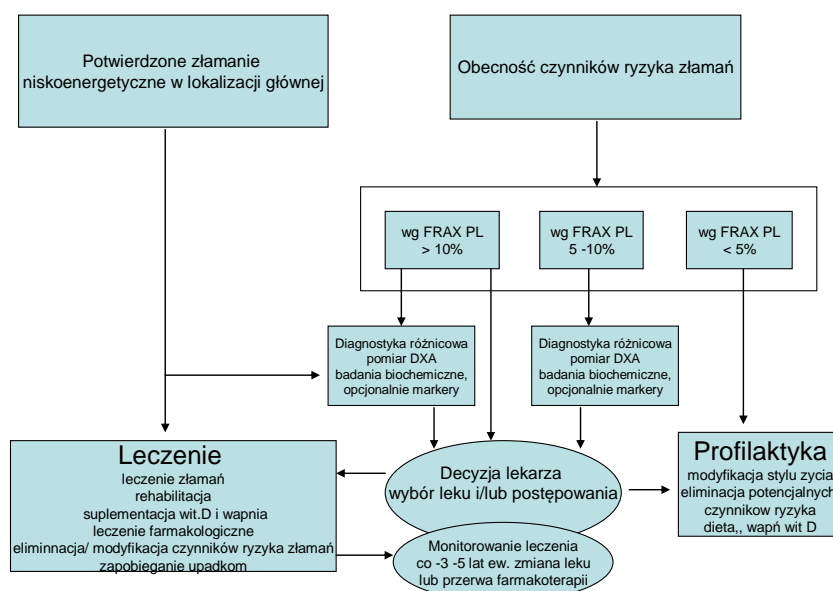 Potwierdzone złamanie
niskoenergetyczne w lokalizacji głównej
Obecność czynników ryzyka złamań
wg FRAX PL
> 10%
wg FRAX PL
5 -10%
wg FRAX PL
< 5%
Diagnostyka różnicowa
pomiar DXA
badania biochemiczne,
opcjonalnie markery
Diagnostyka różnicowa
pomiar DXA
badania biochemiczne,
opcjonalnie markery
Leczenie
leczenie złamań
rehabilitacja
suplementacja wit.D i wapnia
leczenie farmakologiczne
eliminnacja/ modyfikacja czynników ryzyka złamań
zapobieganie upadkom
Decyzja lekarza
wybór leku i/lub postępowania
Profilaktyka
modyfikacja stylu zycia
eliminacja potencjalnych
czynnikow ryzyka
dieta,, wapń wit D
Monitorowanie leczenia
co -3 -5 lat ew. zmiana leku
lub przerwa farmakoterapii